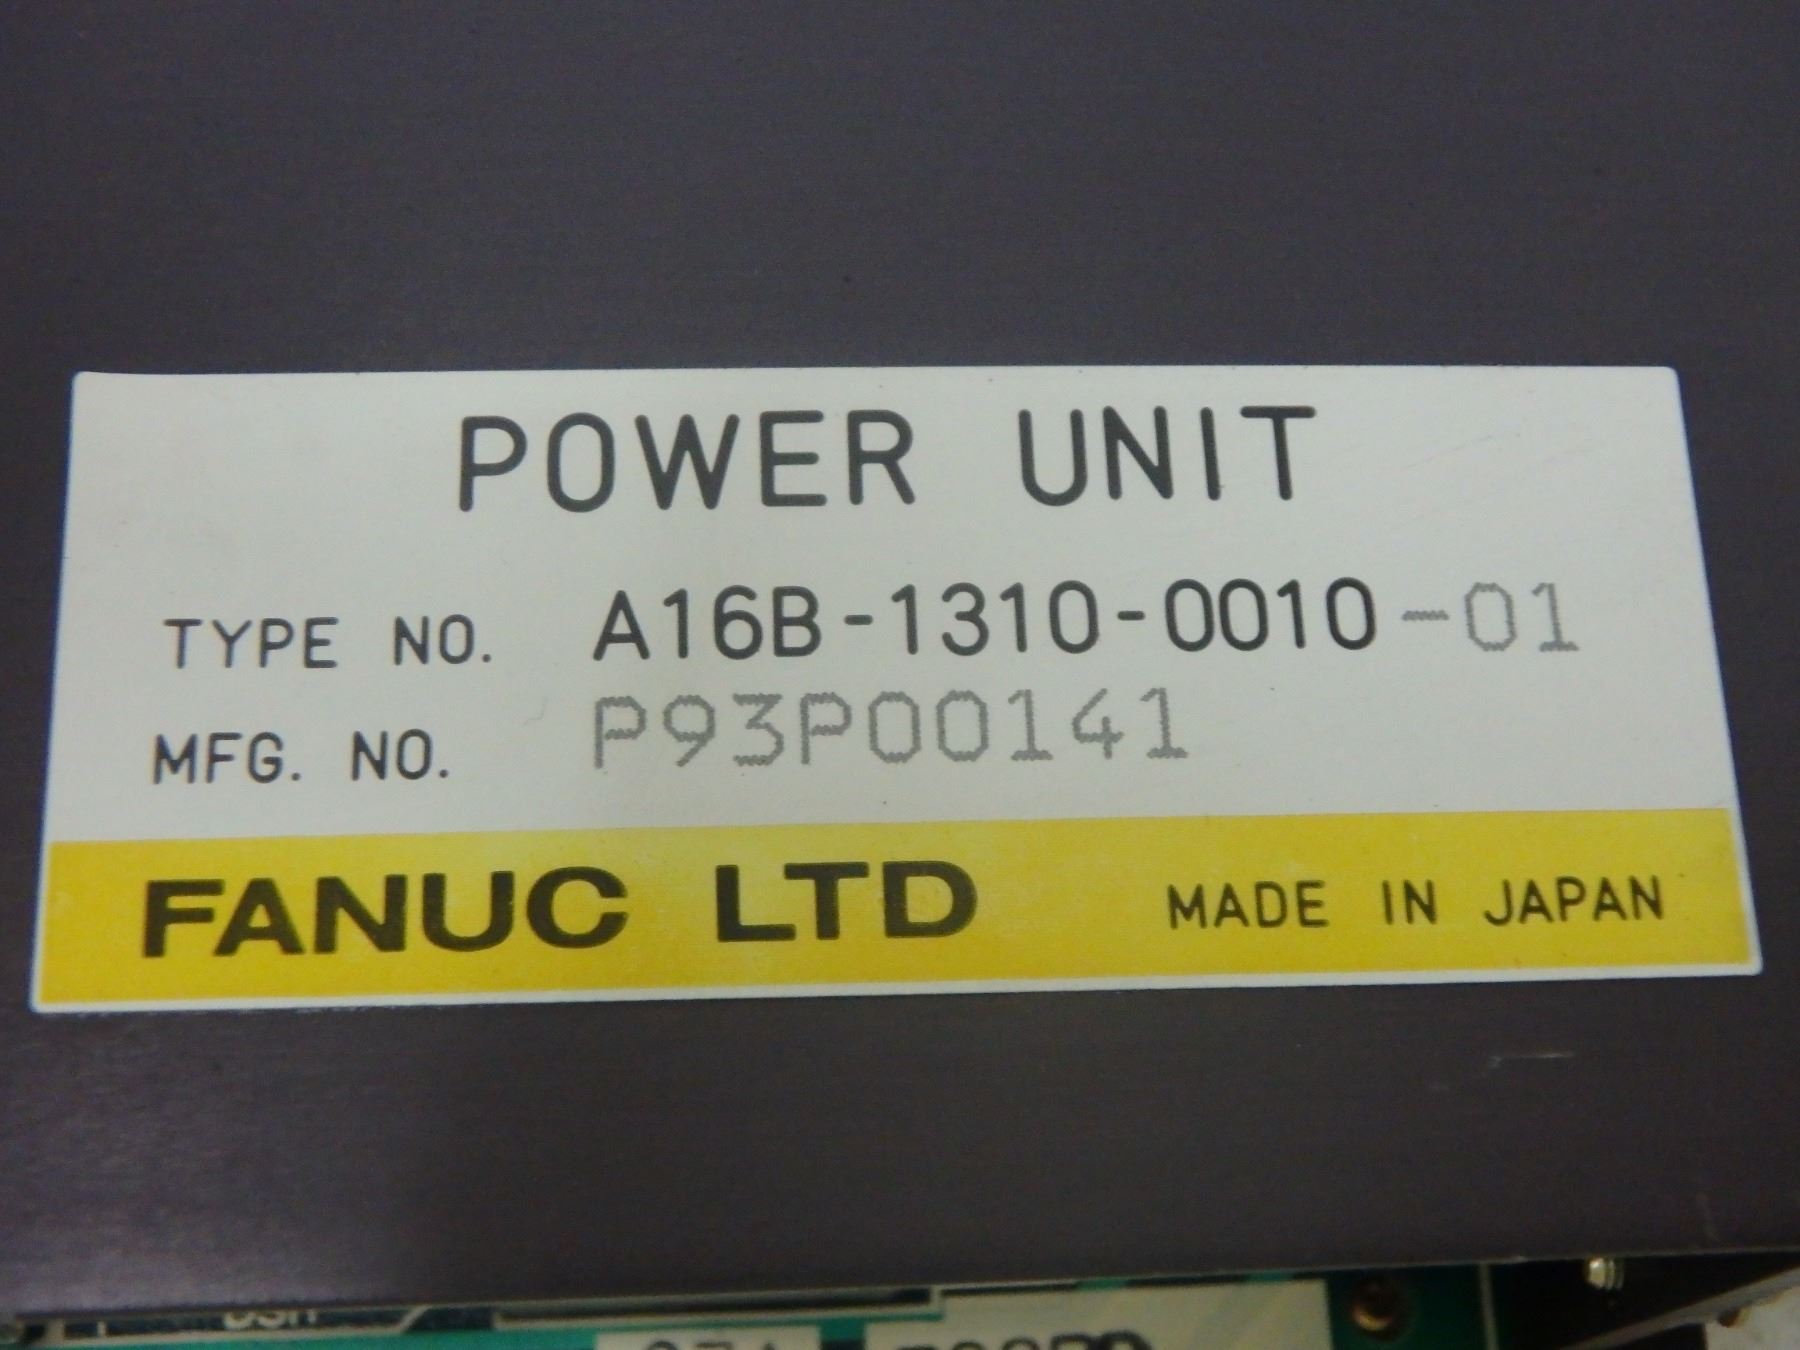 POWER UNIT
TYPE NO. A16B-1310-0010-01
MFG. NO. P93P00141
FANUC LTD MADE IN JAPAN